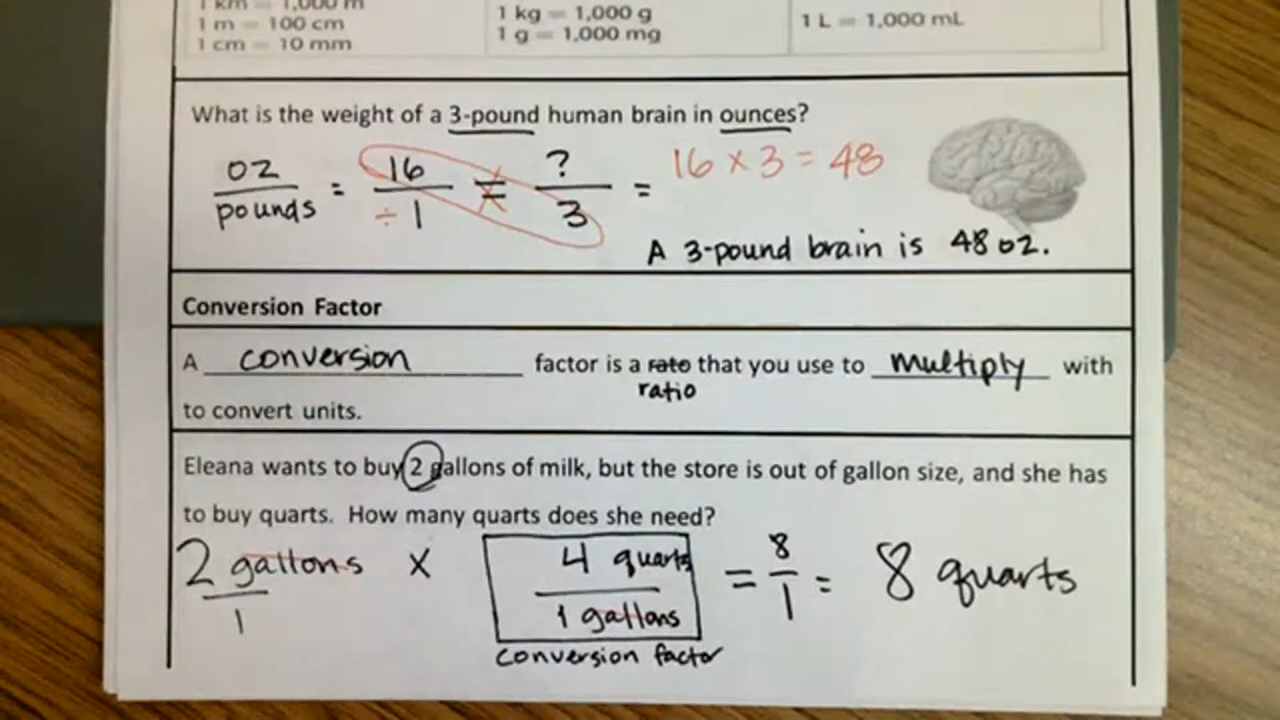 1 km = 1,000 m
1 m = 100 cm
1 cm = 10 mm
1 kg = 1,000 g
1 g = 1,000 mg
1 L = 1,000 mL
What is the weight of a 3-pound human brain in ounces?
oz/pounds = 16/÷ 1 = ?/3 = 16 × 3 = 48
A 3-pound brain is 48 oz.
Conversion Factor
A conversion factor is a rate that you use to multiply with
ratio
to convert units.
Eleana wants to buy 2 gallons of milk, but the store is out of gallon size, and she has
to buy quarts. How many quarts does she need?
2 gallons/1 × 4 quarts/1 gallons = 8/1 = 8 quarts
conversion factor